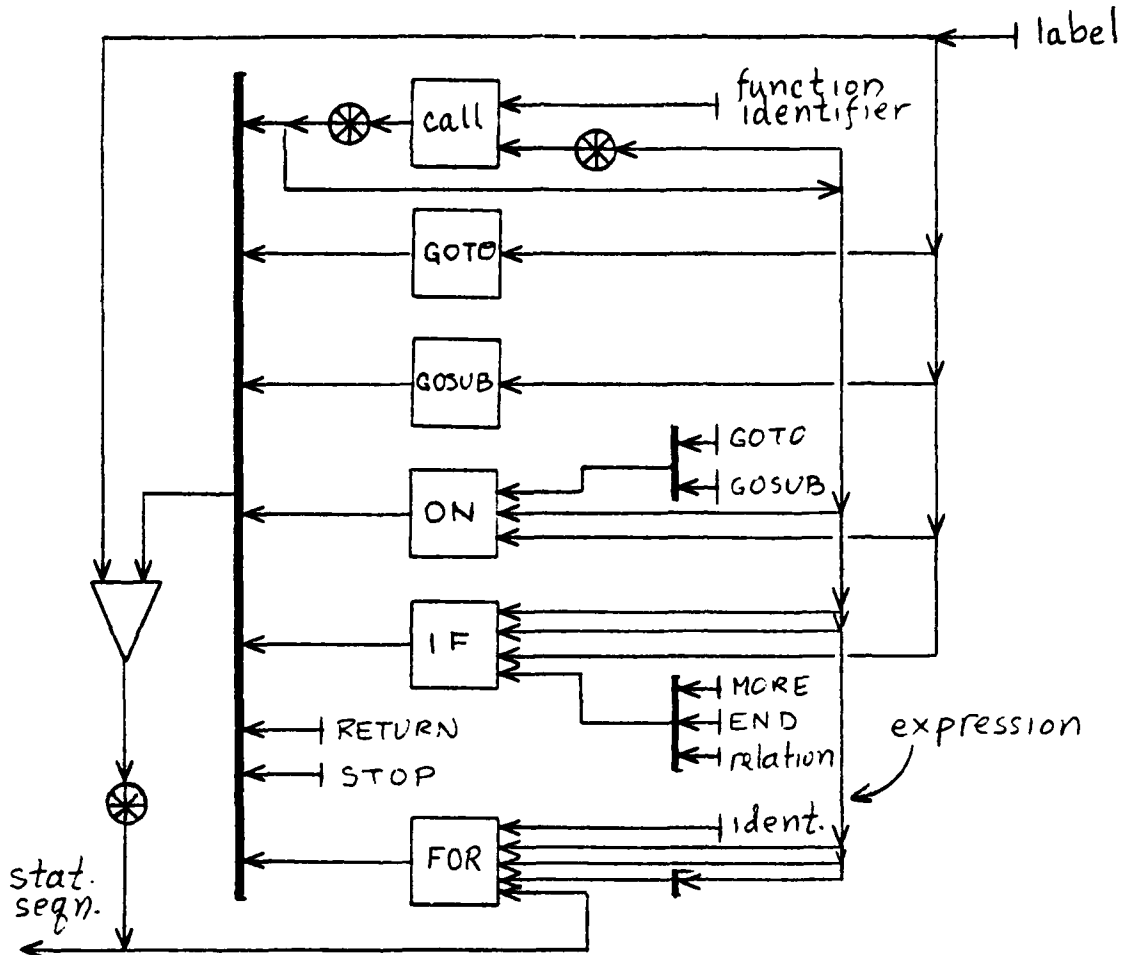 label
function
identifier
call
GOTO
GOSUB
GOTO
GOSUB
ON
IF
MORE
END
relation
RETURN
STOP
expression
ident.
FOR
stat.
seqn.